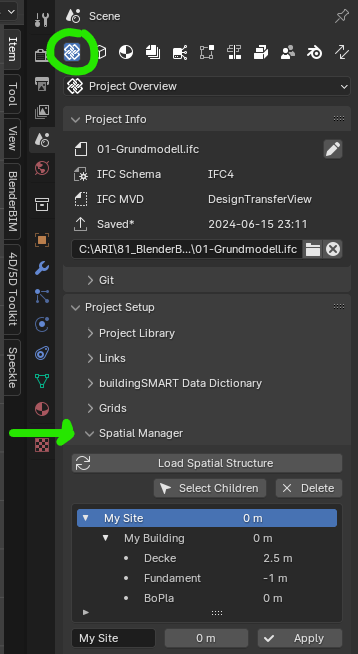 Scene
Item
Tool
View
BlenderBIM
4D/5D Toolkit
Speckle
Project Overview
Project Info
01-Grundmodell.ifc
IFC Schema IFC4
IFC MVD DesignTransferView
Saved* 2024-06-15 23:11
C:\ARI\81_BlenderB...\01-Grundmodell.ifc
Git
Project Setup
Project Library
Links
buildingSMART Data Dictionary
Grids
Spatial Manager
Load Spatial Structure
Select Children Delete
My Site 0 m
My Building 0 m
Decke 2.5 m
Fundament -1 m
BoPla 0 m
My Site 0 m Apply